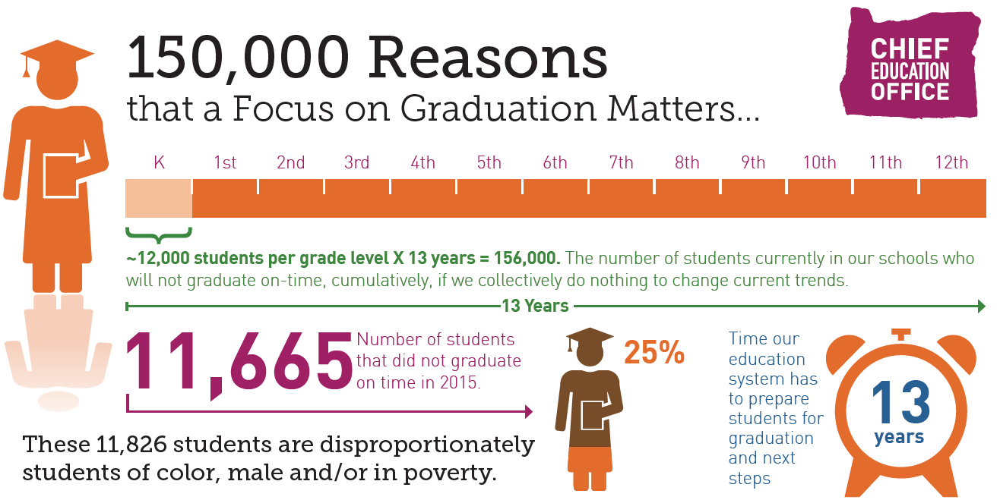 150,000 Reasons
that a Focus on Graduation Matters...
CHIEF
EDUCATION
OFFICE
K 1st 2nd 3rd 4th 5th 6th 7th 8th 9th 10th 11th 12th
~12,000 students per grade level X 13 years = 156,000. The number of students currently in our schools who
will not graduate on-time, cumulatively, if we collectively do nothing to change current trends.
13 Years
11,665
Number of students
that did not graduate
on time in 2015.
These 11,826 students are disproportionately
students of color, male and/or in poverty.
25%
Time our
education
system has
to prepare
students for
graduation
and next
steps
13
years